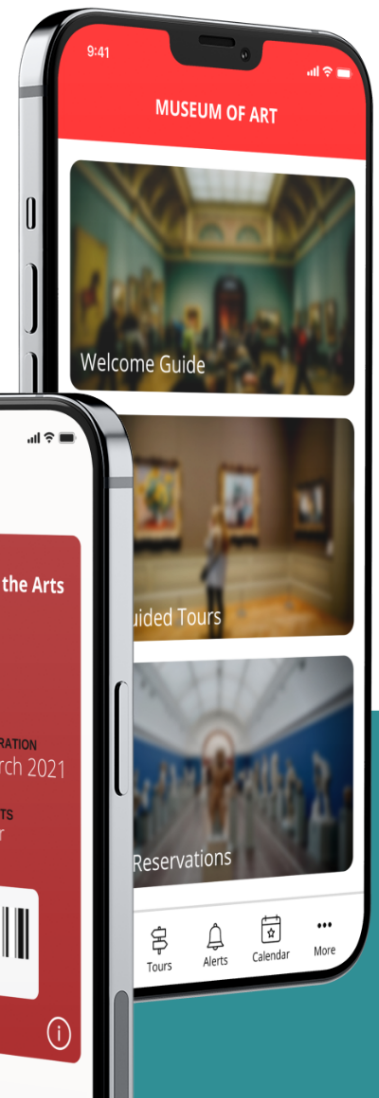 9:41
MUSEUM OF ART
Welcome Guide
uided Tours
Reservations
Tours
Alerts
Calendar
More
the Arts
RATION
rch 2021
TS
r